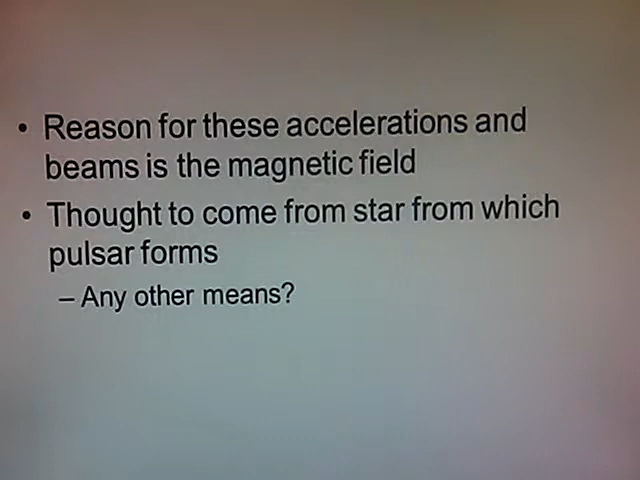 • Reason for these accelerations and
beams is the magnetic field
• Thought to come from star from which
pulsar forms
– Any other means?